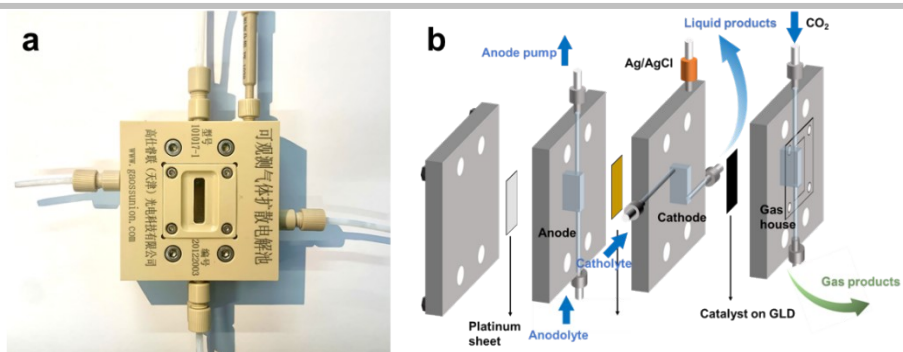 a
型号
101017-1
可观测气体扩散电解池
高仕睿联（天津）光电科技有限公司
www.gaossunion.com
编号
20122003
b
Liquid products
CO2
Anode pump
Ag/AgCl
Anode
Cathode
Gas
house
Catholyte
Gas products
Platinum
sheet
Anodolyte
Catalyst on GLD